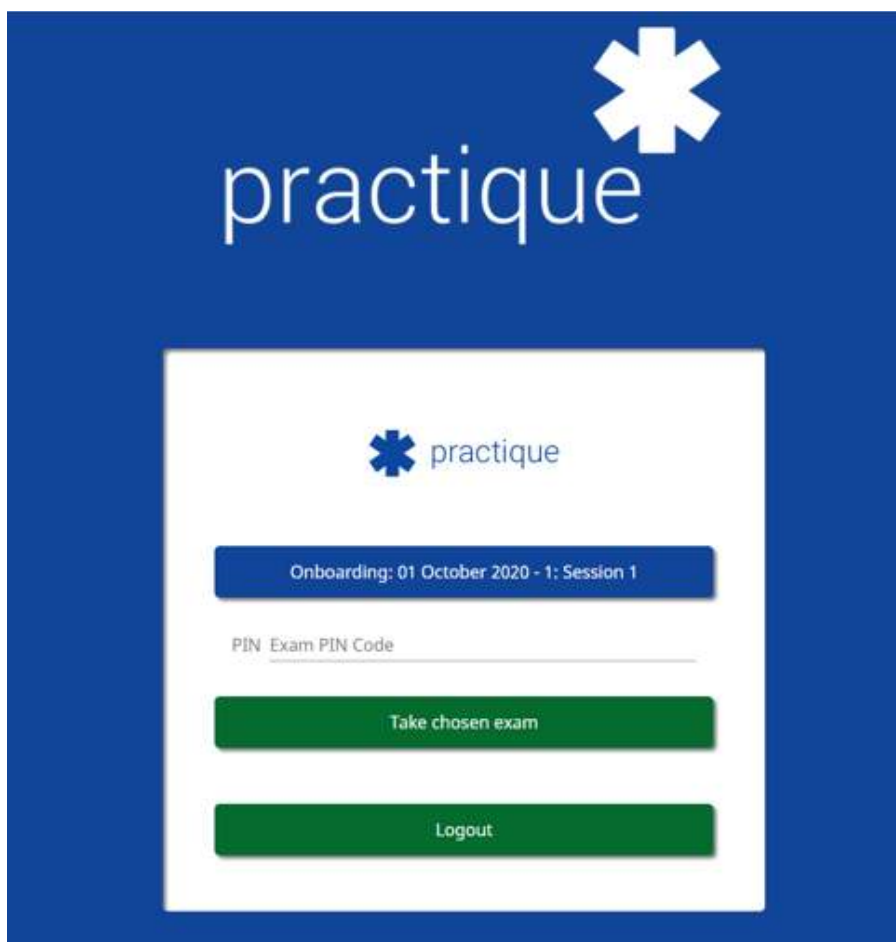 practique
practique
Onboarding: 01 October 2020 - 1: Session 1
PIN Exam PIN Code
Take chosen exam
Logout